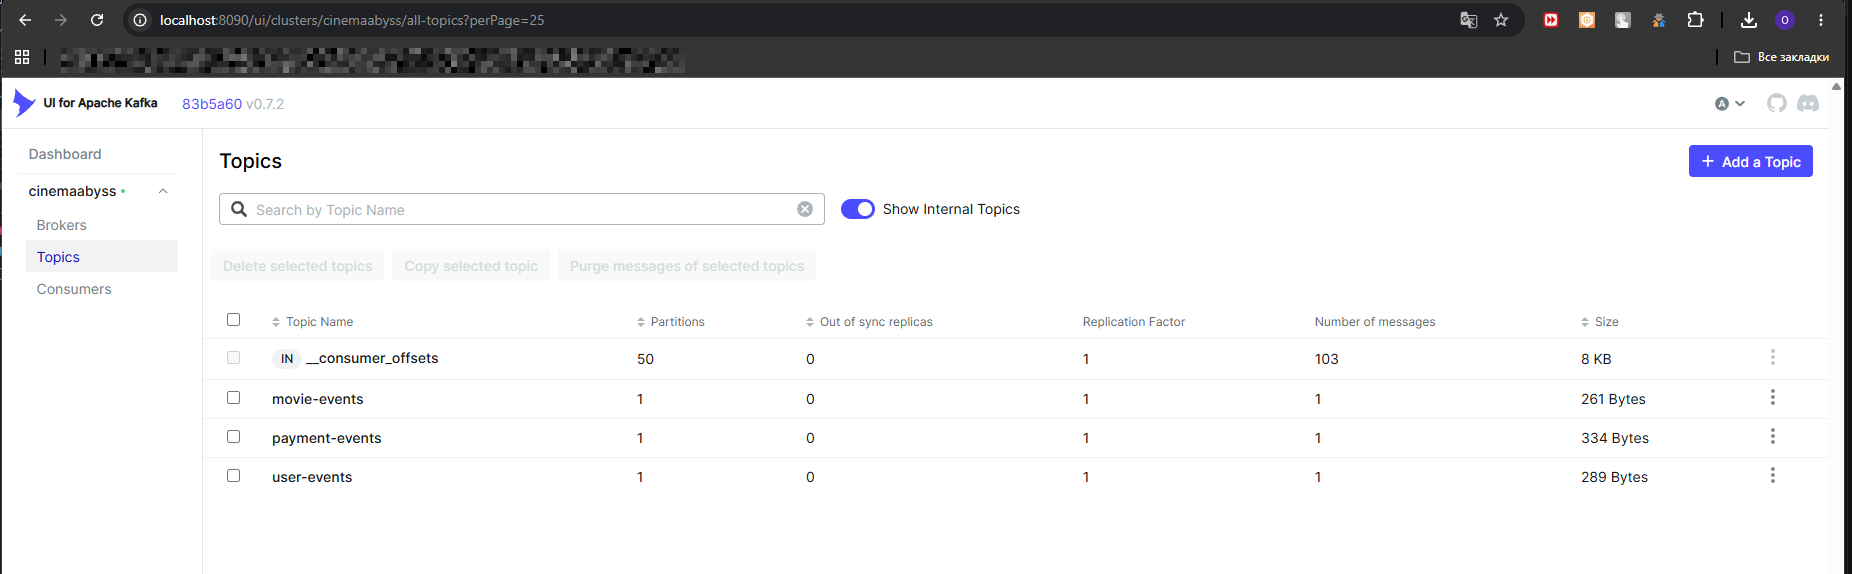 localhost:8090/ui/clusters/cinemaabyss/all-topics?perPage=25
O
Все закладки
UI for Apache Kafka 83b5a60 v0.7.2
A
Dashboard
cinemaabyss
Brokers
Topics
Consumers
Topics
+ Add a Topic
Search by Topic Name
Show Internal Topics
Delete selected topics Copy selected topic Purge messages of selected topics
Topic Name Partitions Out of sync replicas Replication Factor Number of messages Size
IN __consumer_offsets 50 0 1 103 8 KB
movie-events 1 0 1 1 261 Bytes
payment-events 1 0 1 1 334 Bytes
user-events 1 0 1 1 289 Bytes